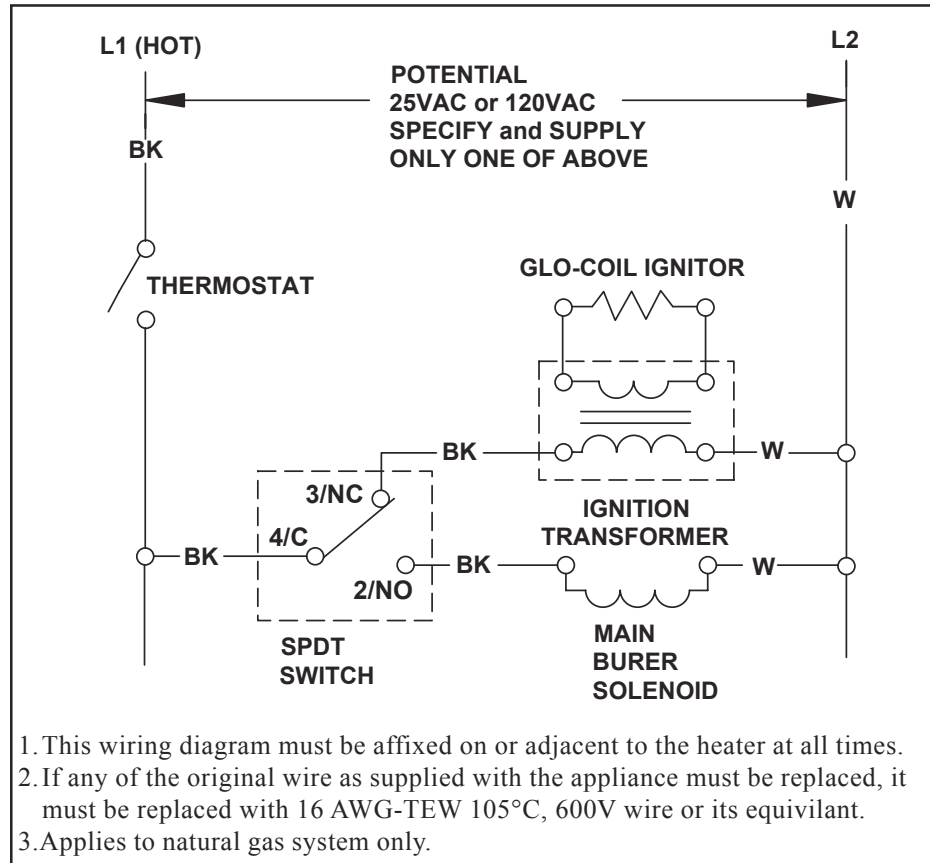 L1 (HOT)
L2
POTENTIAL
25VAC or 120VAC
SPECIFY and SUPPLY
ONLY ONE OF ABOVE
BK
W
GLO-COIL IGNITOR
THERMOSTAT
BK
W
3/NC
IGNITION
TRANSFORMER
4/C
BK
BK
W
2/NO
SPDT
SWITCH
MAIN
BURER
SOLENOID
1.This wiring diagram must be affixed on or adjacent to the heater at all times.
2.If any of the original wire as supplied with the appliance must be replaced, it
must be replaced with 16 AWG-TEW 105°C, 600V wire or its equivilant.
3.Applies to natural gas system only.